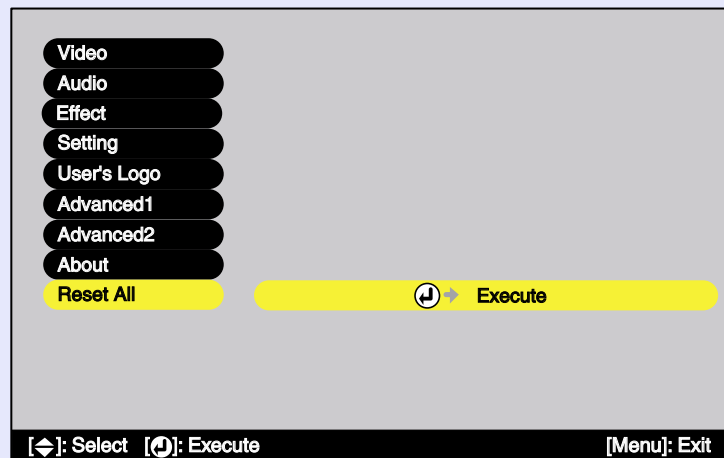 Video
Audio
Effect
Setting
User's Logo
Advanced1
Advanced2
About
Reset All Execute
[ ]: Select [ ]: Execute [Menu]: Exit